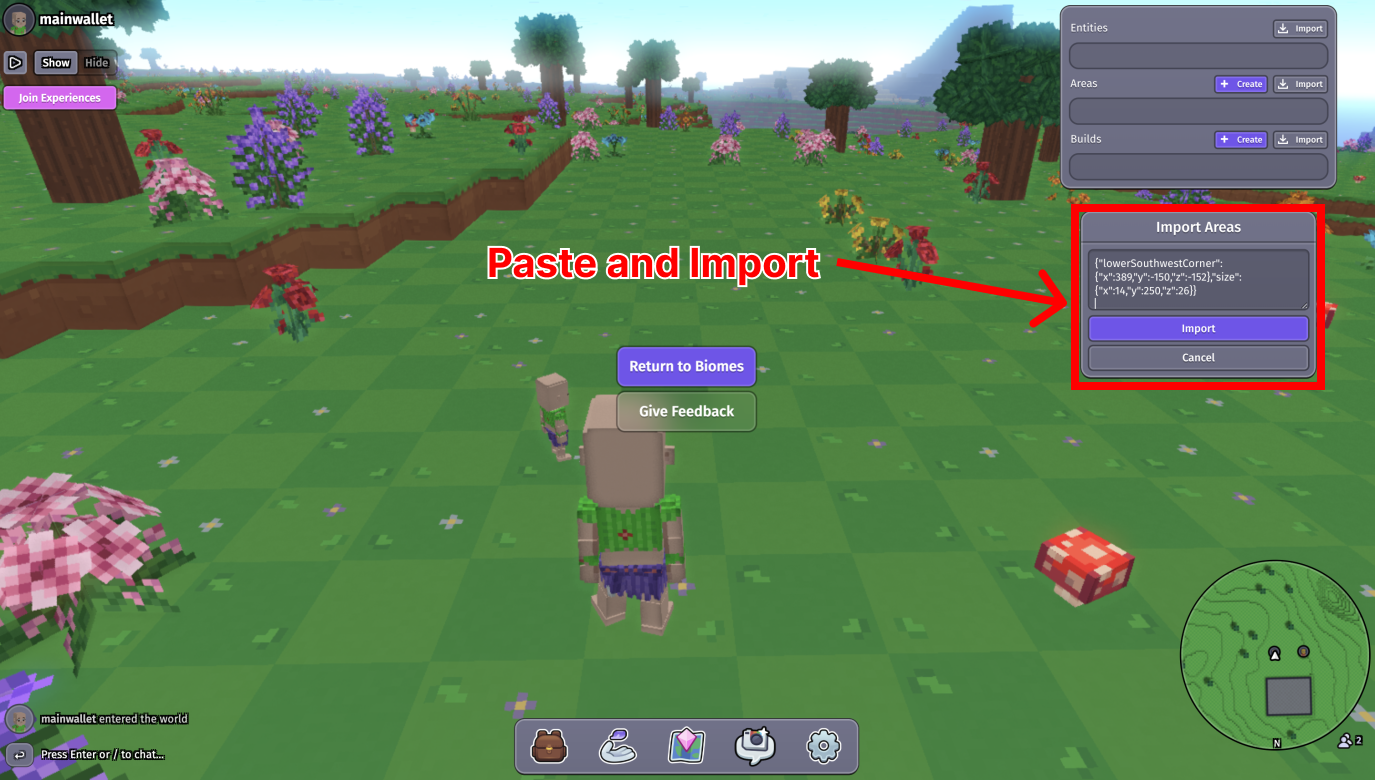 mainwallet
Show Hide
Join Experiences
Entities Import
Areas + Create Import
Builds + Create Import
Import Areas
{"lowerSouthwestCorner":
{"x":389,"y":-150,"z":-152},"size":
{"x":14,"y":250,"z":26}}
Import
Cancel
Paste and Import
Return to Biomes
Give Feedback
mainwallet entered the world
Press Enter or / to chat...
N
2